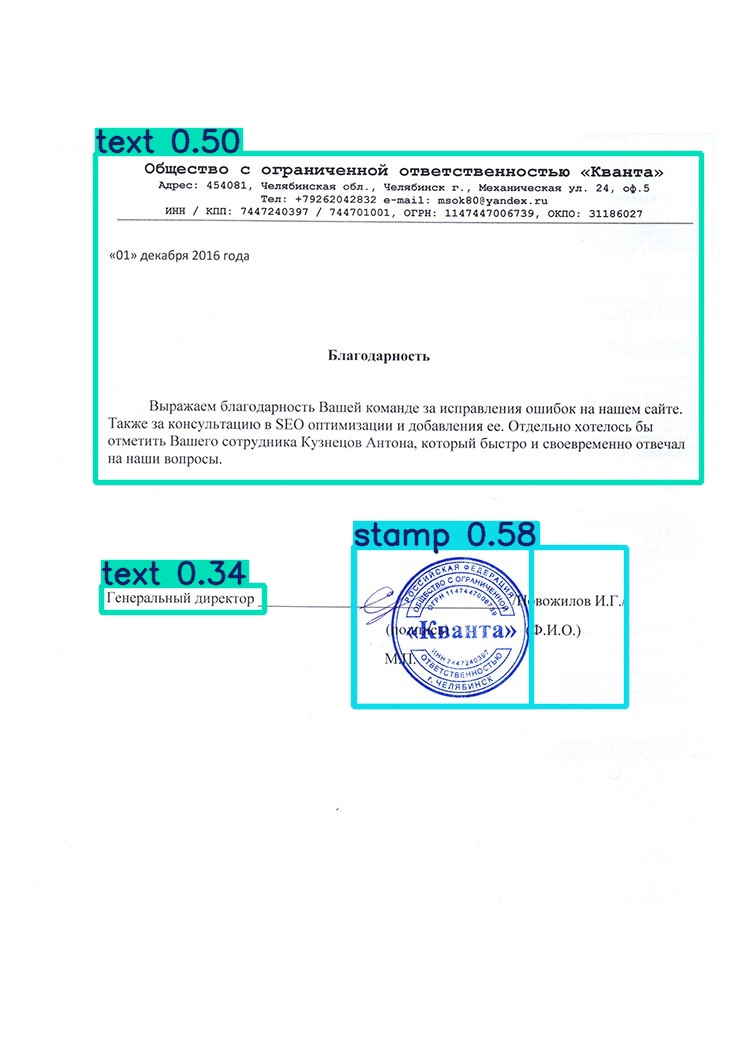 text 0.50
Общество с ограниченной ответственностью «Кванта»
Адрес: 454081, Челябинская обл., Челябинск г., Механическая ул. 24, оф.5
Тел: +79262042832 e-mail: msok80@yandex.ru
ИНН / КПП: 7447240397 / 744701001, ОГРН: 1147447006739, ОКПО: 31186027
«01» декабря 2016 года
Благодарность
Выражаем благодарность Вашей команде за исправления ошибок на нашем сайте.
Также за консультацию в SEO оптимизации и добавления ее. Отдельно хотелось бы
отметить Вашего сотрудника Кузнецов Антона, который быстро и своевременно отвечал
на наши вопросы.
stamp 0.58
text 0.34
Генеральный директор Новожилов И.Г./
(подпись) (Ф.И.О.)
М.П.
РОССИЙСКАЯ ФЕДЕРАЦИЯ
ОБЩЕСТВО С ОГРАНИЧЕННОЙ
ОГРН 1147447006739
«Кванта»
ИНН 7447240397
ОТВЕТСТВЕННОСТЬЮ
г. ЧЕЛЯБИНСК